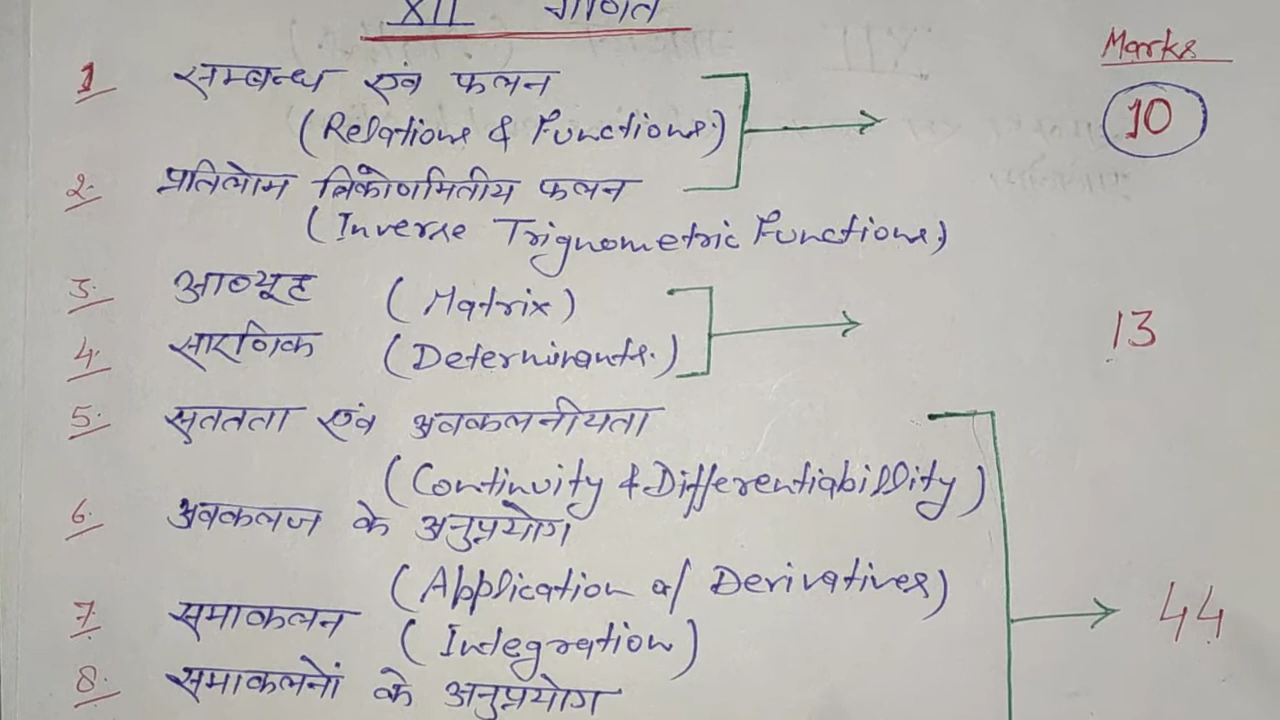 XII गणित
Marks
1 सम्बन्ध एवं फलन
(Relations & Functions)
10
2. प्रतिलोम त्रिकोणमितीय फलन
(Inverse Trignometric Functions)
3. आव्यूह (Matrix)
13
4. सारणिक (Determinants.)
5. सततता एवं अवकलनीयता
(Continuity & Differentiability)
6. अवकलज के अनुप्रयोग
(Application of Derivatives)
44
7. समाकलन (Integration)
8. समाकलनों के अनुप्रयोग